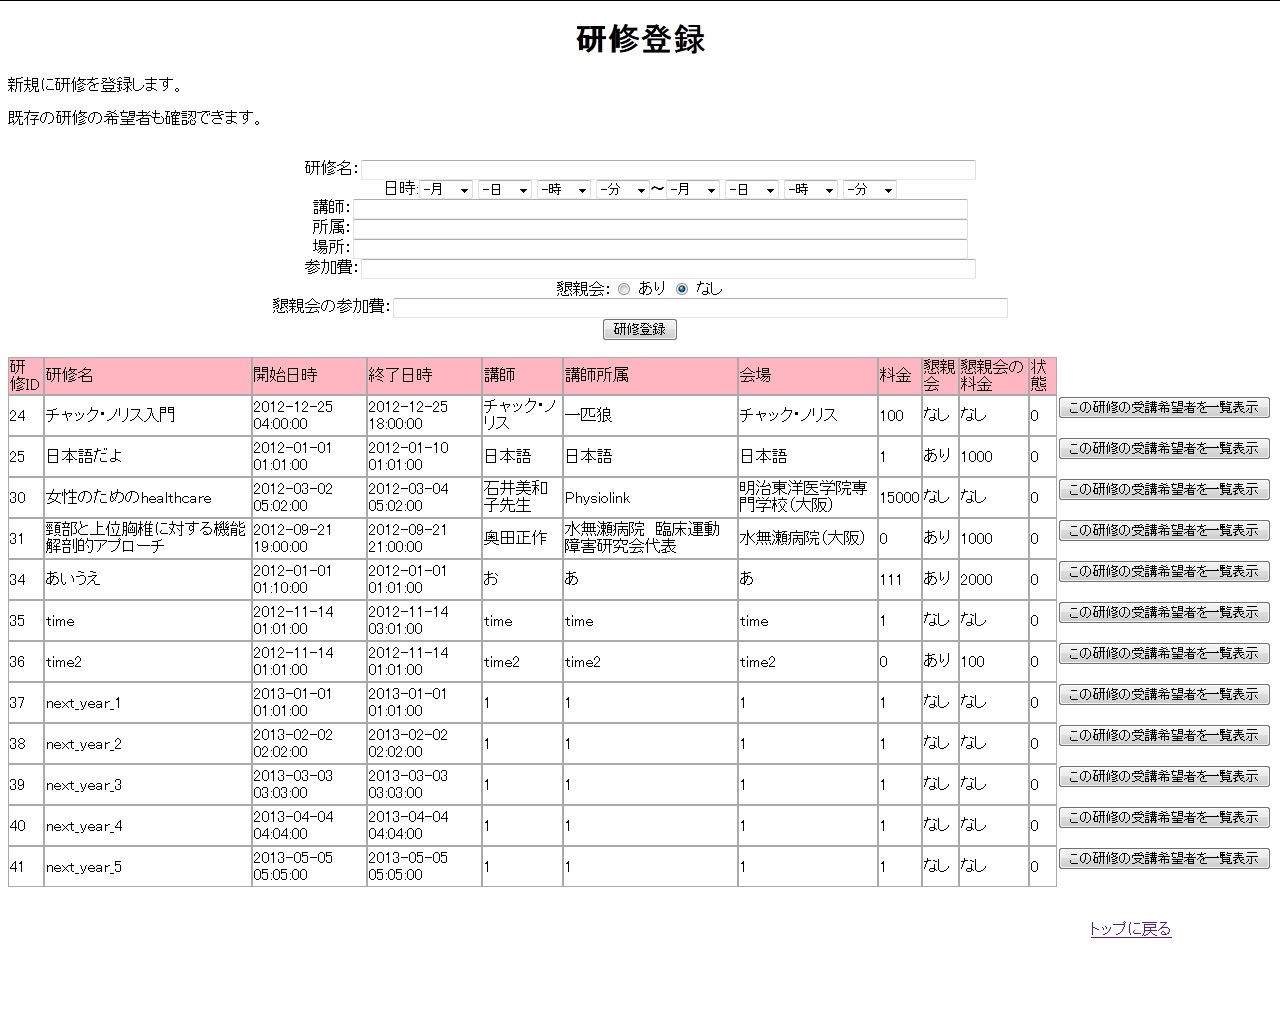 研修登録
新規に研修を登録します。
既存の研修の希望者も確認できます。
研修名:
日時: -月 -日 -時 -分 ～ -月 -日 -時 -分
講師:
所属:
場所:
参加費:
懇親会: あり なし
懇親会の参加費:
研修登録
研修ID 研修名 開始日時 終了日時 講師 講師所属 会場 料金 懇親会 懇親会の料金 状態
24 チャック・ノリス入門 2012-12-25 04:00:00 2012-12-25 18:00:00 チャック・ノリス 一匹狼 チャック・ノリス 100 なし なし 0 この研修の受講希望者を一覧表示
25 日本語だよ 2012-01-01 01:01:00 2012-01-10 01:01:00 日本語 日本語 日本語 1 あり 1000 0 この研修の受講希望者を一覧表示
30 女性のためのhealthcare 2012-03-02 05:02:00 2012-03-04 05:02:00 石井美和子先生 Physiolink 明治東洋医学院専門学校(大阪) 15000 なし なし 0 この研修の受講希望者を一覧表示
31 頸部と上位胸椎に対する機能解剖的アプローチ 2012-09-21 19:00:00 2012-09-21 21:00:00 奥田正作 水無瀬病院　臨床運動障害研究会代表 水無瀬病院(大阪) 0 あり 1000 0 この研修の受講希望者を一覧表示
34 あいうえ 2012-01-01 01:10:00 2012-01-01 01:01:00 お あ あ 111 あり 2000 0 この研修の受講希望者を一覧表示
35 time 2012-11-14 01:01:00 2012-11-14 03:01:00 time time time 1 なし なし 0 この研修の受講希望者を一覧表示
36 time2 2012-11-14 01:01:00 2012-11-14 01:01:00 time2 time2 time2 0 あり 100 0 この研修の受講希望者を一覧表示
37 next_year_1 2013-01-01 01:01:00 2013-01-01 01:01:00 1 1 1 1 なし なし 0 この研修の受講希望者を一覧表示
38 next_year_2 2013-02-02 02:02:00 2013-02-02 02:02:00 1 1 1 1 なし なし 0 この研修の受講希望者を一覧表示
39 next_year_3 2013-03-03 03:03:00 2013-03-03 03:03:00 1 1 1 1 なし なし 0 この研修の受講希望者を一覧表示
40 next_year_4 2013-04-04 04:04:00 2013-04-04 04:04:00 1 1 1 1 なし なし 0 この研修の受講希望者を一覧表示
41 next_year_5 2013-05-05 05:05:00 2013-05-05 05:05:00 1 1 1 1 なし なし 0 この研修の受講希望者を一覧表示
トップに戻る